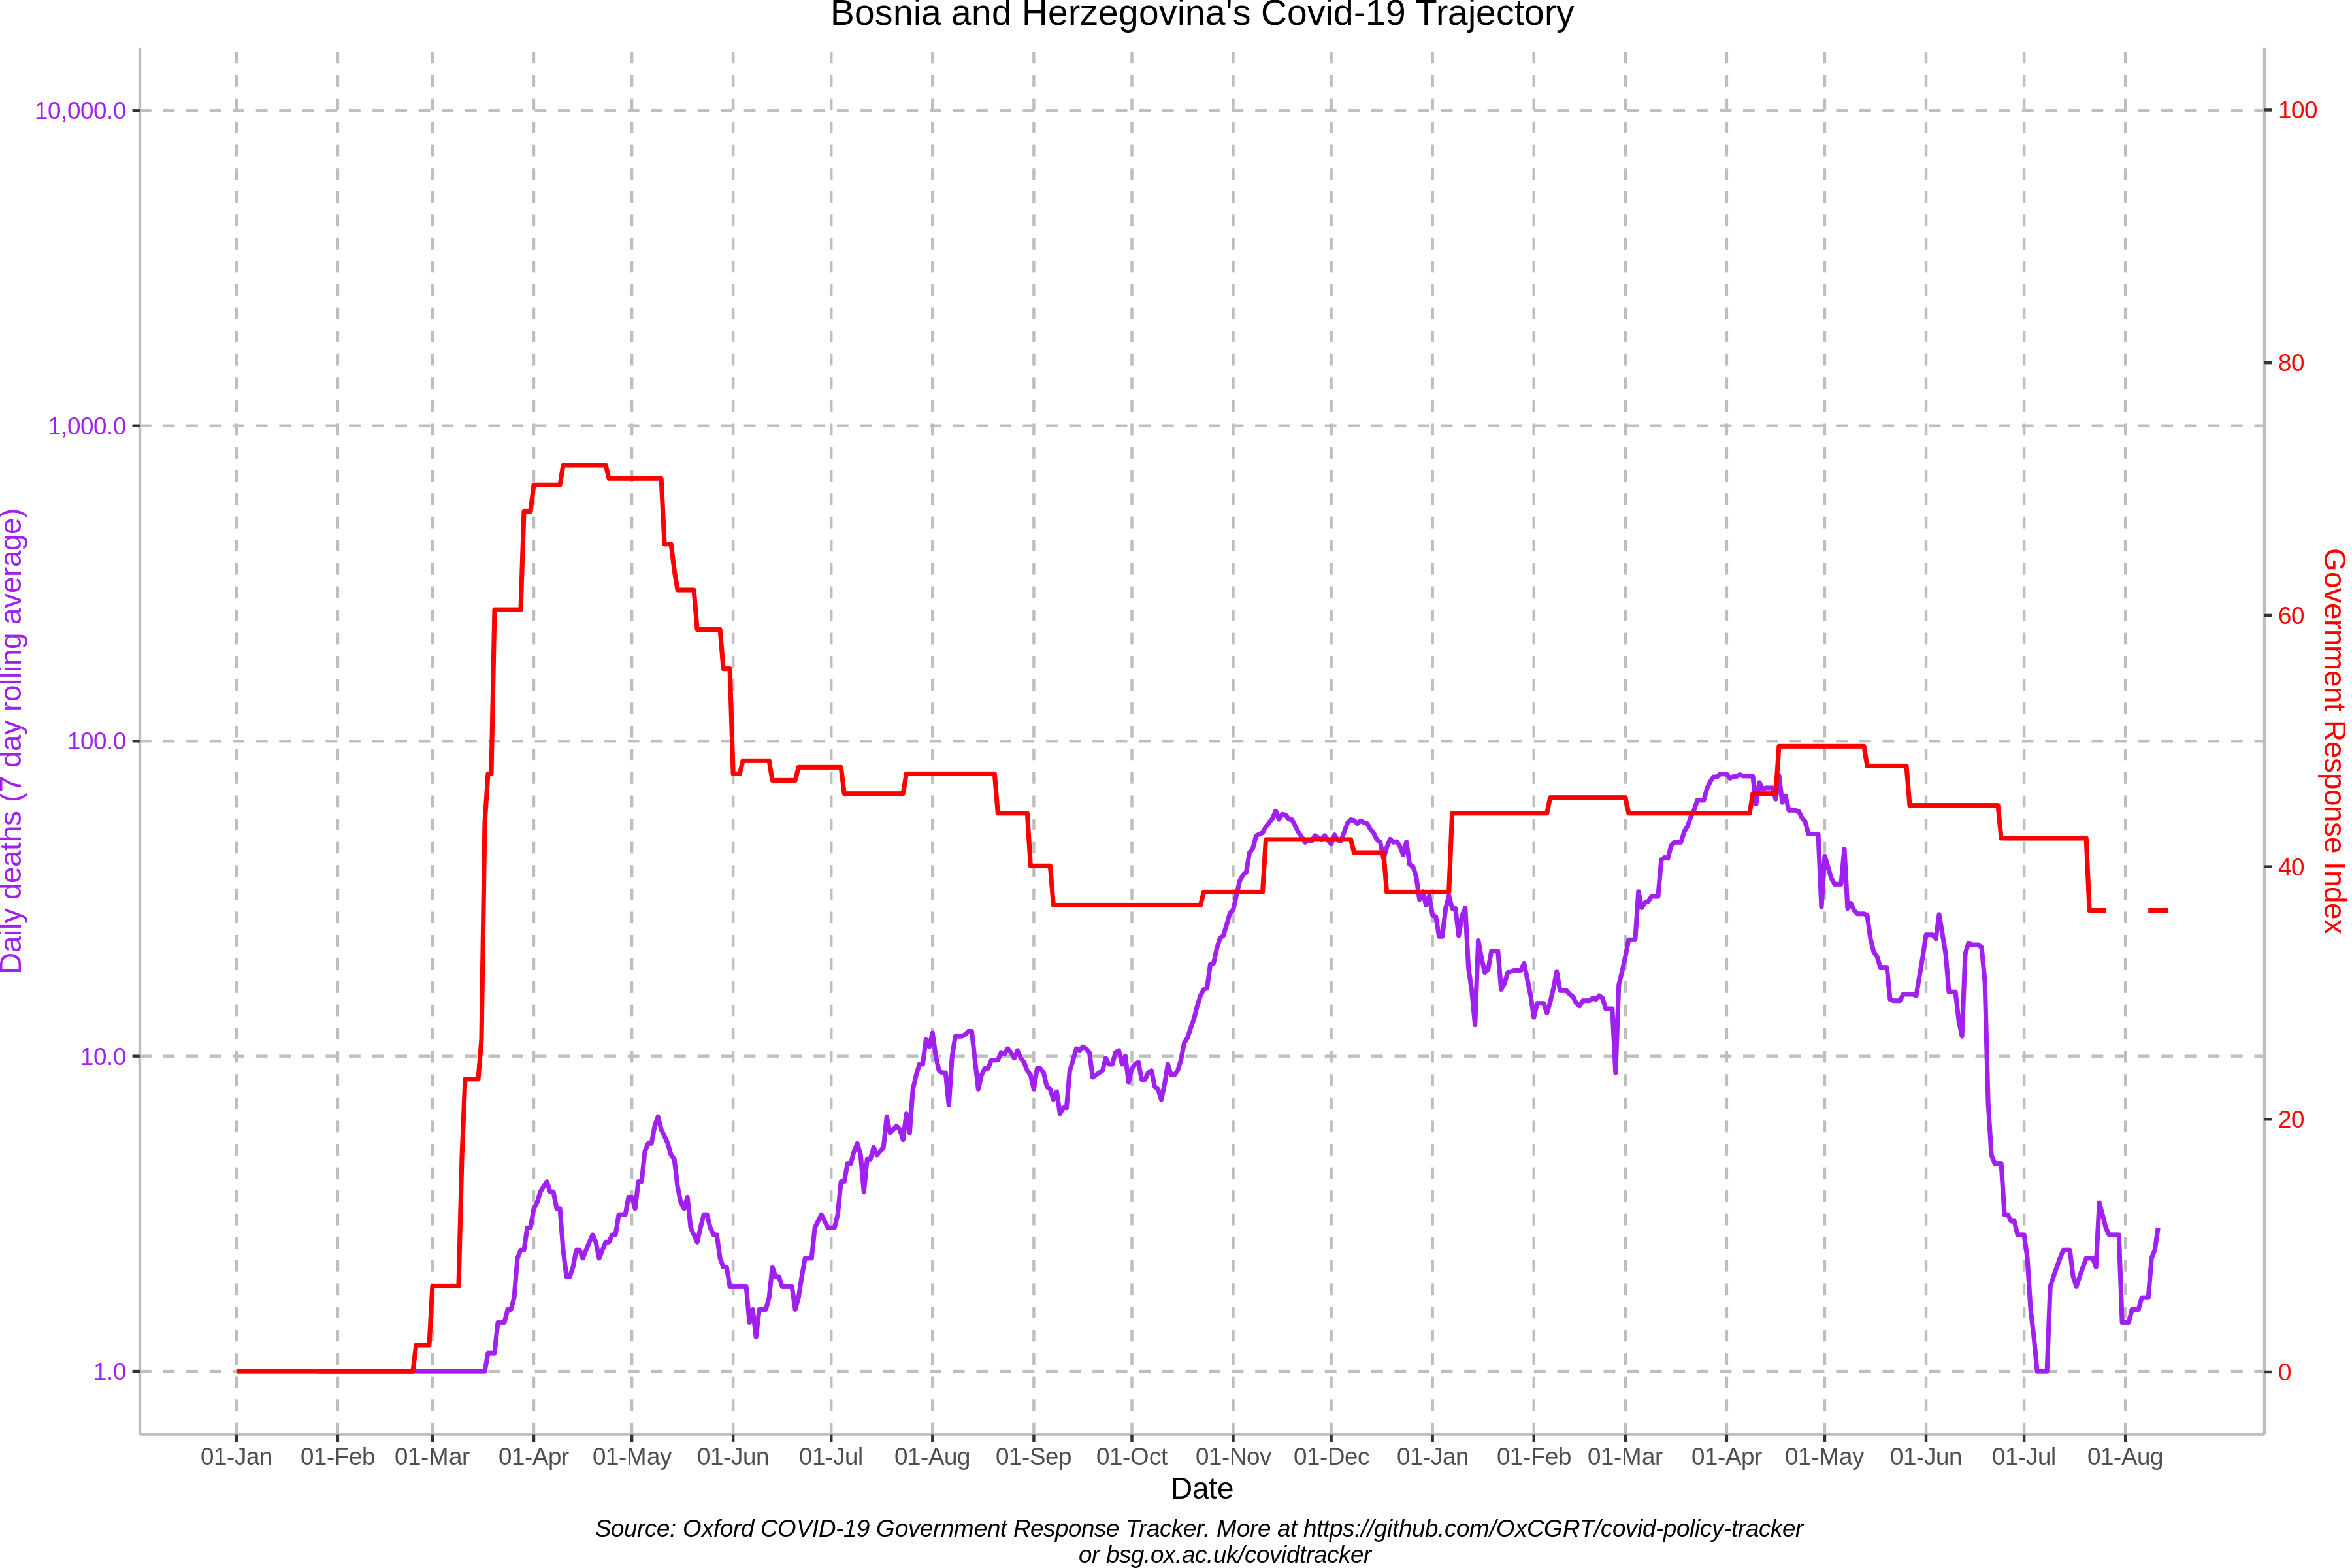 Bosnia and Herzegovina's Covid-19 Trajectory
Daily deaths (7 day rolling average)
10,000.0
1,000.0
100.0
10.0
1.0
100
80
60
40
20
0
Government Response Index
01-Jan 01-Feb 01-Mar 01-Apr 01-May 01-Jun 01-Jul 01-Aug 01-Sep 01-Oct 01-Nov 01-Dec 01-Jan 01-Feb 01-Mar 01-Apr 01-May 01-Jun 01-Jul 01-Aug
Date
Source: Oxford COVID-19 Government Response Tracker. More at https://github.com/OxCGRT/covid-policy-tracker
or bsg.ox.ac.uk/covidtracker